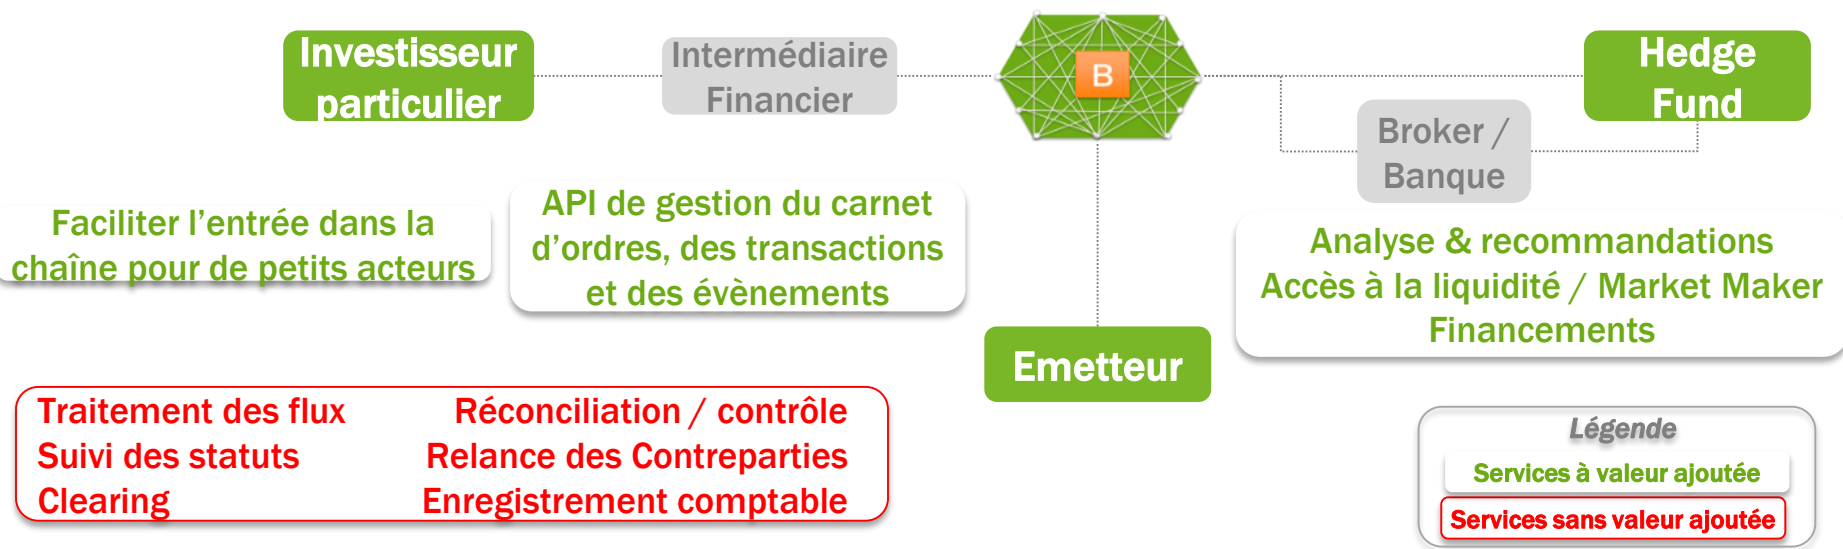 Investisseur
particulier
Intermédiaire
Financier
B
Hedge
Fund
Broker /
Banque
Faciliter l’entrée dans la
chaîne pour de petits acteurs
API de gestion du carnet
d’ordres, des transactions
et des évènements
Analyse & recommandations
Accès à la liquidité / Market Maker
Financements
Emetteur
Traitement des flux
Suivi des statuts
Clearing
Réconciliation / contrôle
Relance des Contreparties
Enregistrement comptable
Légende
Services à valeur ajoutée
Services sans valeur ajoutée